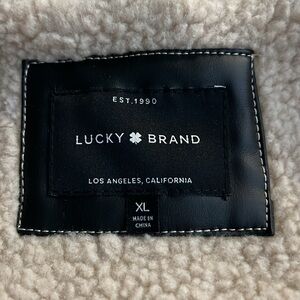 EST.1990
LUCKY BRAND
LOS ANGELES, CALIFORNIA
XL
MADE IN
CHINA